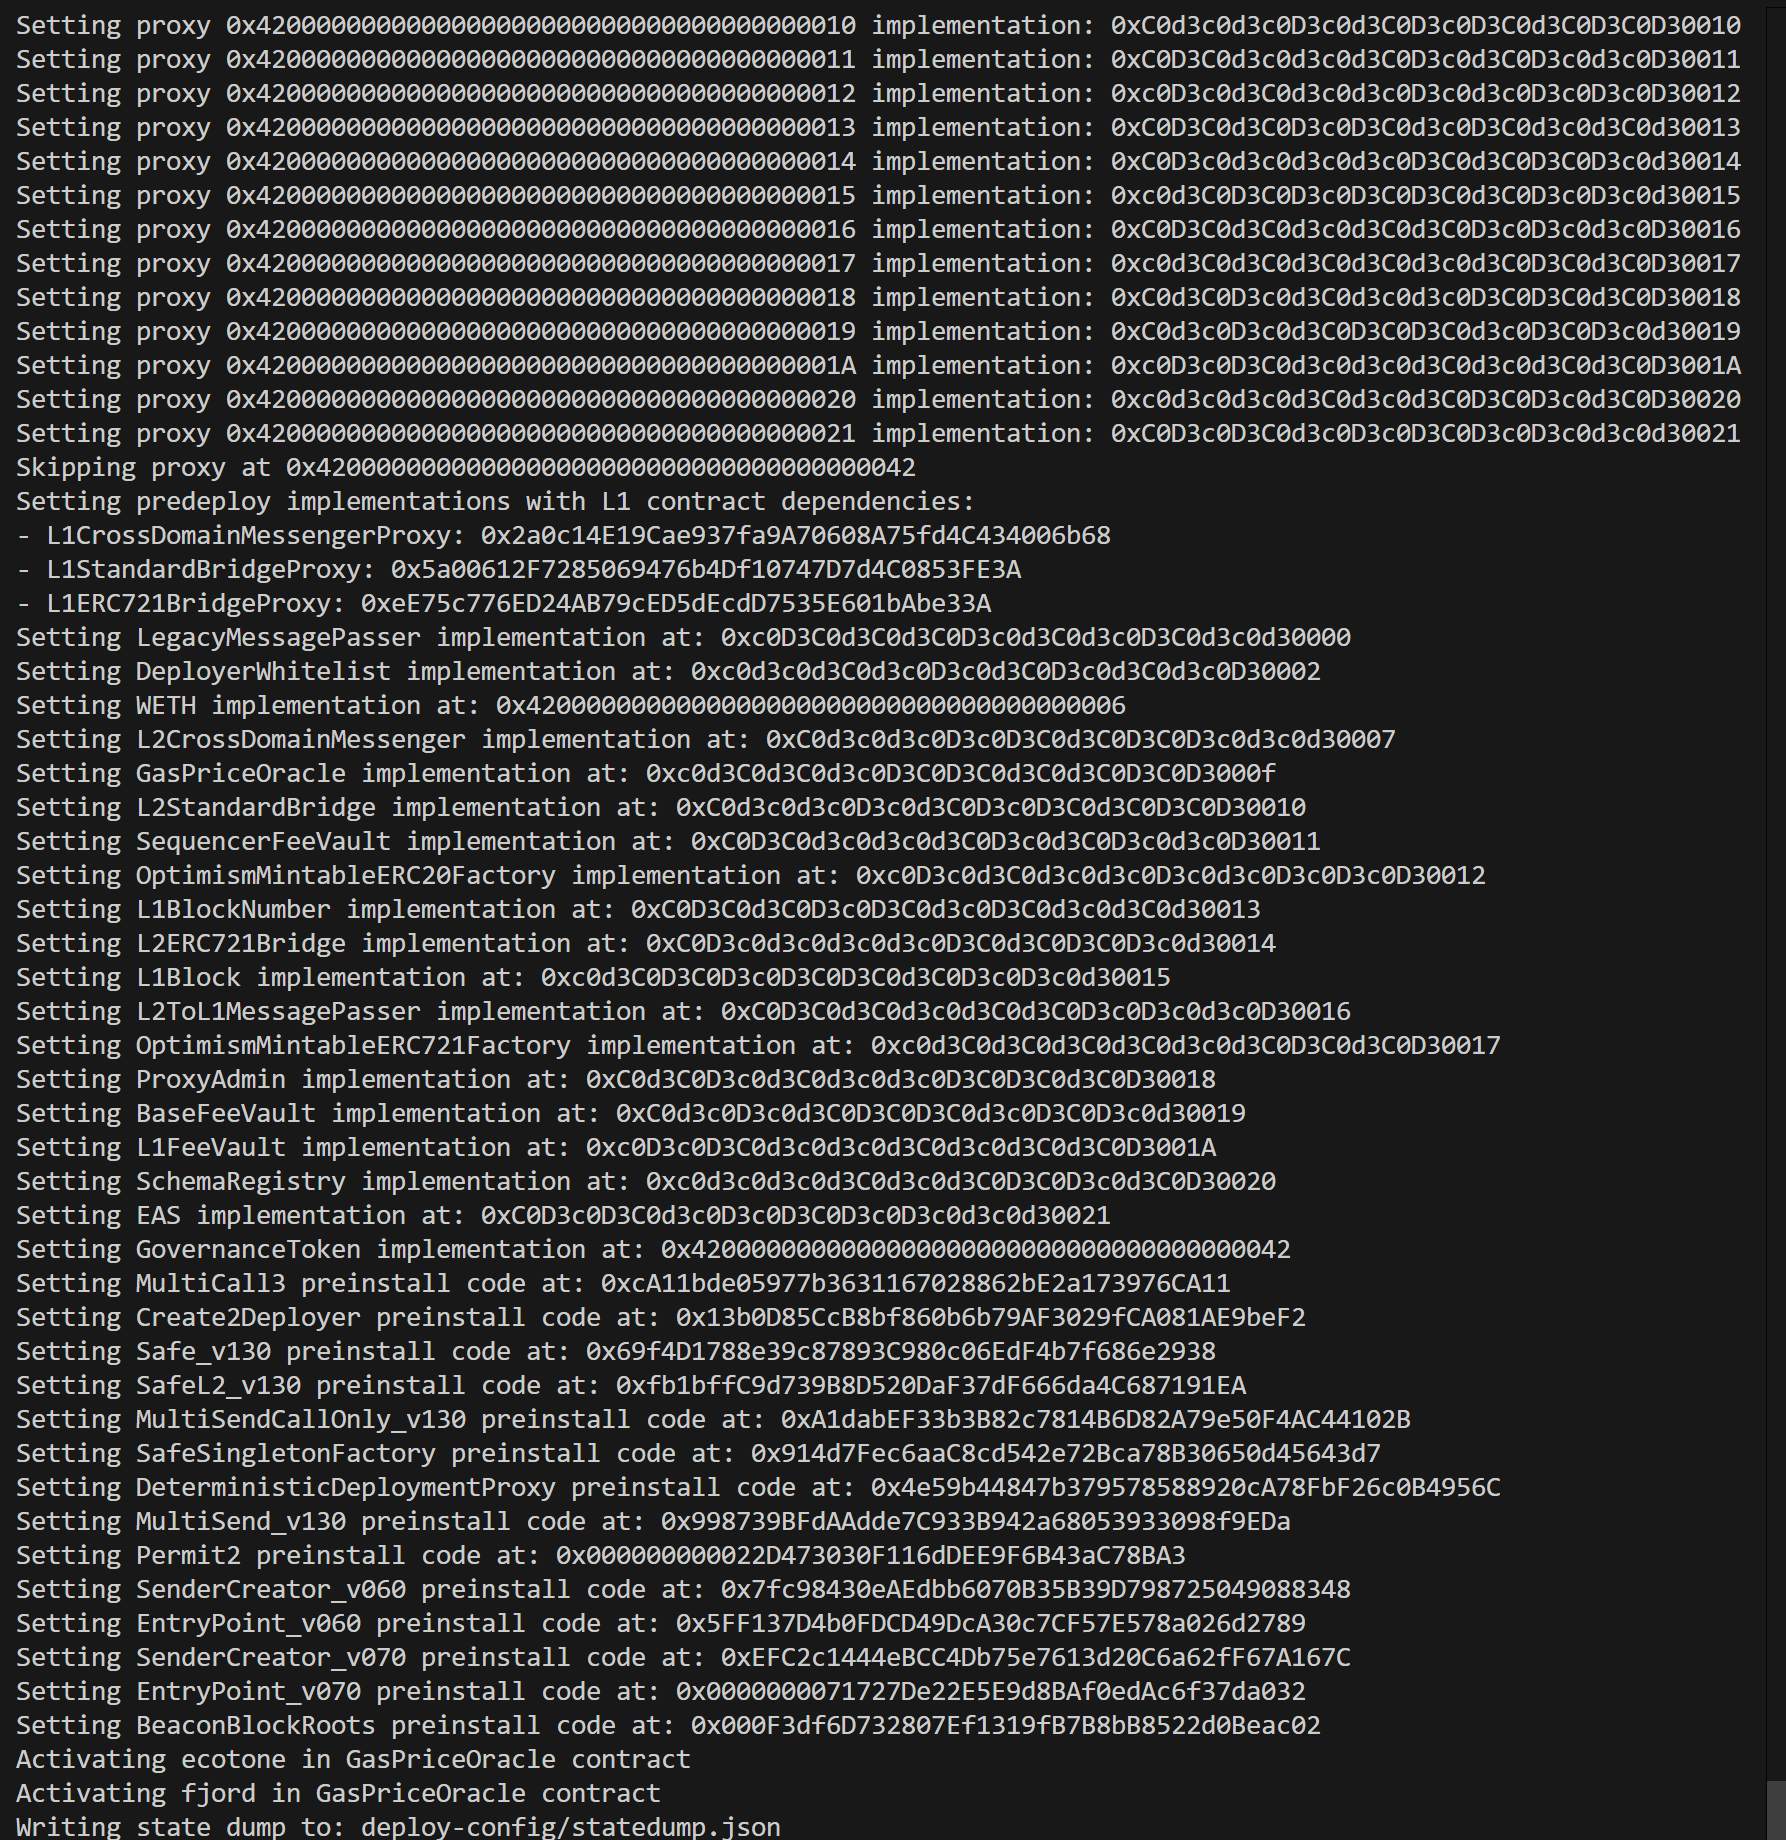 Setting proxy 0x4200000000000000000000000000000000000010 implementation: 0xC0d3c0d3c0D3c0d3C0D3c0D3C0d3C0D3C0D30010
Setting proxy 0x4200000000000000000000000000000000000011 implementation: 0xC0D3C0d3c0d3c0d3C0D3c0d3C0D3c0d3c0D30011
Setting proxy 0x4200000000000000000000000000000000000012 implementation: 0xc0D3c0d3C0d3c0d3c0D3c0d3c0D3c0D3c0D30012
Setting proxy 0x4200000000000000000000000000000000000013 implementation: 0xC0D3C0d3C0D3c0D3C0d3c0D3C0d3c0d3C0d30013
Setting proxy 0x4200000000000000000000000000000000000014 implementation: 0xC0D3c0d3c0d3c0d3c0D3C0d3C0D3C0D3c0d30014
Setting proxy 0x4200000000000000000000000000000000000015 implementation: 0xc0d3C0D3C0D3c0D3C0D3C0d3C0D3c0D3c0d30015
Setting proxy 0x4200000000000000000000000000000000000016 implementation: 0xC0D3C0d3C0d3c0d3C0d3C0D3c0D3c0d3c0D30016
Setting proxy 0x4200000000000000000000000000000000000017 implementation: 0xc0d3C0d3C0d3C0d3c0d3C0D3C0d3C0D30017
Setting proxy 0x4200000000000000000000000000000000000018 implementation: 0xC0d3C0D3c0d3C0d3c0d3C0D3C0D3C0d3C0D30018
Setting proxy 0x4200000000000000000000000000000000000019 implementation: 0xC0d3c0D3c0d3C0D3C0D3C0d3c0D3C0D3c0d30019
Setting proxy 0x420000000000000000000000000000000000001A implementation: 0xc0D3c0D3C0d3c0d3c0d3C0d3c0d3C0d3C0D3001A
Setting proxy 0x4200000000000000000000000000000000000020 implementation: 0xc0d3c0d3c0d3C0d3c0d3C0D3C0D3c0d3C0D30020
Setting proxy 0x4200000000000000000000000000000000000021 implementation: 0xC0D3c0D3C0d3c0D3c0D3C0D3c0D3c0d3c0d30021
Skipping proxy at 0x4200000000000000000000000000000000000042
Setting predeploy implementations with L1 contract dependencies:
- L1CrossDomainMessengerProxy: 0x2a0c14E19Cae937fa9A70608A75fd4C434006b68
- L1StandardBridgeProxy: 0x5a00612F7285069476b4Df10747D7d4C0853FE3A
- L1ERC721BridgeProxy: 0xeE75c776ED24AB79cED5dEcdD7535E601bAbe33A
Setting LegacyMessagePasser implementation at: 0xc0D3C0d3C0d3C0D3c0d3C0d3c0D3C0d3c0d30000
Setting DeployerWhitelist implementation at: 0xc0d3c0d3C0d3c0D3c0d3C0D3c0d3C0d3c0D30002
Setting WETH implementation at: 0x4200000000000000000000000000000000000006
Setting L2CrossDomainMessenger implementation at: 0xC0d3c0d3c0D3c0D3C0d3C0D3C0D3c0d3c0d30007
Setting GasPriceOracle implementation at: 0xc0d3C0d3C0d3C0d3C0D3C0d3C0d3C0D3C0D3000f
Setting L2StandardBridge implementation at: 0xC0d3c0d3c0D3c0d3C0D3c0D3C0d3C0D3C0D30010
Setting SequencerFeeVault implementation at: 0xC0D3C0d3c0d3c0d3C0D3c0d3C0D3c0d3c0D30011
Setting OptimismMintableERC20Factory implementation at: 0xc0D3c0d3C0d3c0d3c0D3c0d3c0D3c0D3c0D30012
Setting L1BlockNumber implementation at: 0xC0D3C0d3C0D3c0D3C0d3c0D3C0d3c0d3C0d30013
Setting L2ERC721Bridge implementation at: 0xC0D3c0d3c0d3c0d3c0D3C0d3C0D3C0D3c0d30014
Setting L1Block implementation at: 0xc0d3C0D3C0D3c0D3C0D3C0d3C0D3c0D3c0d30015
Setting L2ToL1MessagePasser implementation at: 0xC0D3C0d3C0d3c0d3C0d3C0D3c0D3c0d3c0D30016
Setting OptimismMintableERC721Factory implementation at: 0xc0d3C0d3C0d3C0d3C0d3c0d3C0D3C0d3C0D30017
Setting ProxyAdmin implementation at: 0xC0d3C0D3c0d3C0d3c0d3C0D3C0D3C0d3C0D30018
Setting BaseFeeVault implementation at: 0xC0d3c0D3c0d3C0D3C0D3C0d3c0D3C0D3c0d30019
Setting L1FeeVault implementation at: 0xc0D3c0D3C0d3c0d3c0d3C0d3c0d3C0d3C0D3001A
Setting SchemaRegistry implementation at: 0xc0d3c0d3c0d3C0d3c0d3C0D3C0D3c0d3C0D30020
Setting EAS implementation at: 0xC0D3c0D3C0d3c0D3c0D3C0D3c0D3c0d3c0d30021
Setting GovernanceToken implementation at: 0x4200000000000000000000000000000000000042
Setting MultiCall3 preinstall code at: 0xcA11bde05977b3631167028862bE2a173976CA11
Setting Create2Deployer preinstall code at: 0x13b0D85CcB8bf860b6b79AF3029fCA081AE9beF2
Setting Safe_v130 preinstall code at: 0x69f4D1788e39c87893C980c06EdF4b7f686e2938
Setting SafeL2_v130 preinstall code at: 0xfb1bffC9d739B8D520DaF37dF666da4C687191EA
Setting MultiSendCallOnly_v130 preinstall code at: 0xA1dabEF33b3B82c7814B6D82A79e50F4AC44102B
Setting SafeSingletonFactory preinstall code at: 0x914d7Fec6aaC8cd542e72Bca78B30650d45643d7
Setting DeterministicDeploymentProxy preinstall code at: 0x4e59b44847b379578588920cA78FbF26c0B4956C
Setting MultiSend_v130 preinstall code at: 0x998739BFdAAdde7C933B942a68053933098f9EDa
Setting Permit2 preinstall code at: 0x000000000022D473030F116dDEE9F6B43aC78BA3
Setting SenderCreator_v060 preinstall code at: 0x7fc98430eAEdbb6070B35B39D798725049088348
Setting EntryPoint_v060 preinstall code at: 0x5FF137D4b0FDCD49DcA30c7CF57E578a026d2789
Setting SenderCreator_v070 preinstall code at: 0xEFC2c1444eBCC4Db75e7613d20C6a62fF67A167C
Setting EntryPoint_v070 preinstall code at: 0x0000000071727De22E5E9d8BAf0edAc6f37da032
Setting BeaconBlockRoots preinstall code at: 0x000F3df6D732807Ef1319fB7B8bB8522d0Beac02
Activating ecotone in GasPriceOracle contract
Activating fjord in GasPriceOracle contract
Writing state dump to: deploy-config/statedump.json